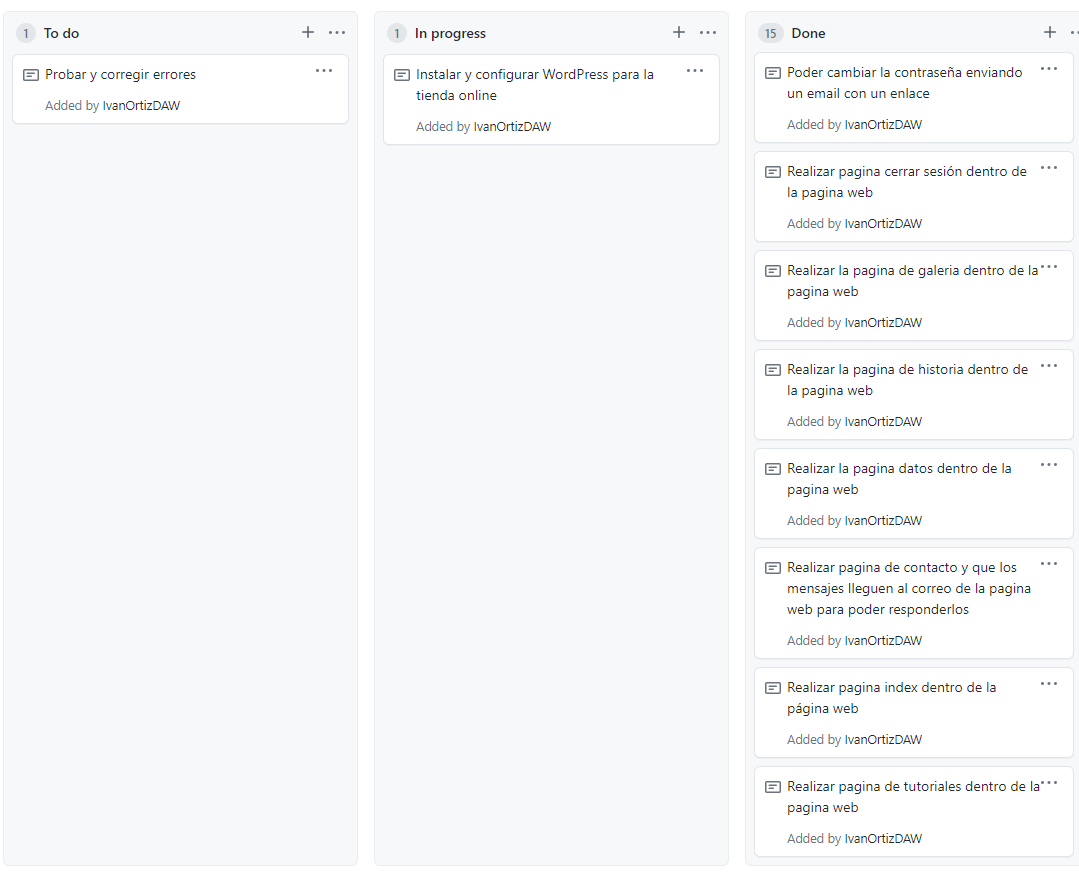 1 To do
Probar y corregir errores
Added by IvanOrtizDAW
1 In progress
Instalar y configurar WordPress para la
tienda online
Added by IvanOrtizDAW
15 Done
Poder cambiar la contraseña enviando
un email con un enlace
Added by IvanOrtizDAW
Realizar pagina cerrar sesión dentro de
la pagina web
Added by IvanOrtizDAW
Realizar la pagina de galeria dentro de la
pagina web
Added by IvanOrtizDAW
Realizar la pagina de historia dentro de
la pagina web
Added by IvanOrtizDAW
Realizar la pagina datos dentro de la
pagina web
Added by IvanOrtizDAW
Realizar pagina de contacto y que los
mensajes lleguen al correo de la pagina
web para poder responderlos
Added by IvanOrtizDAW
Realizar pagina index dentro de la
página web
Added by IvanOrtizDAW
Realizar pagina de tutoriales dentro de la
pagina web
Added by IvanOrtizDAW